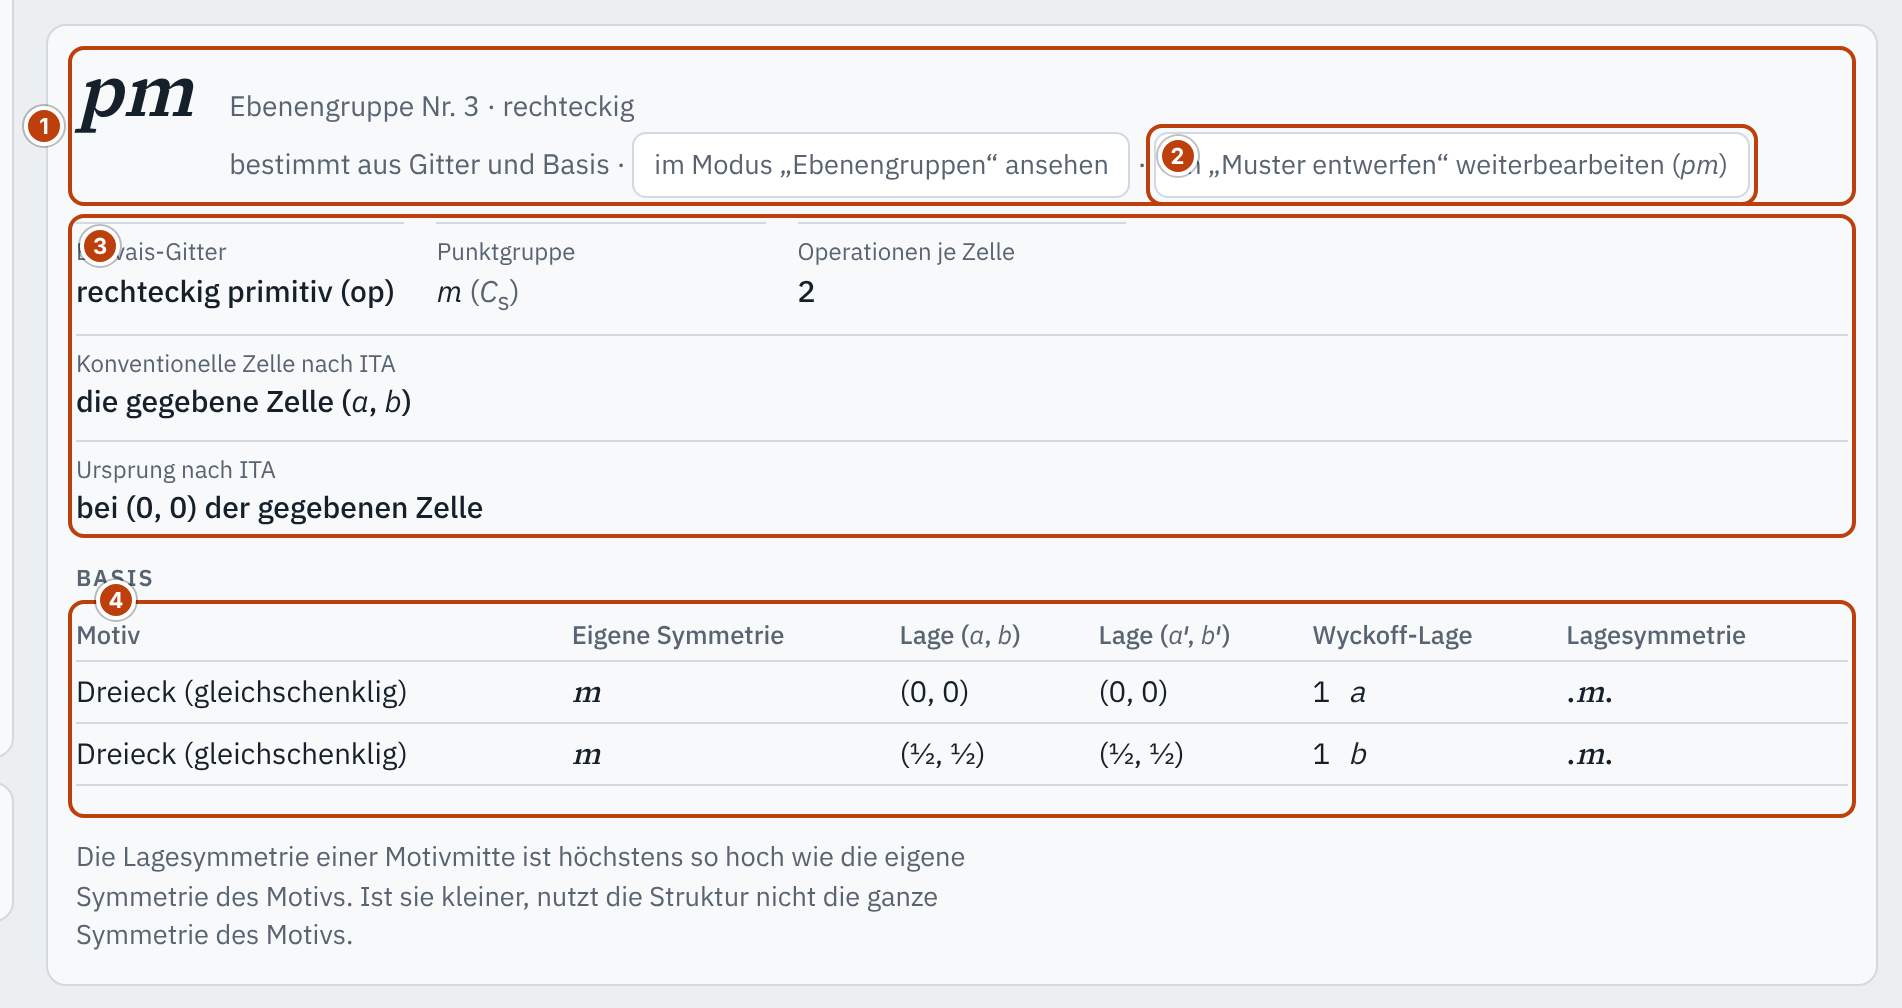 pm
Ebenengruppe Nr. 3 · rechteckig
1
bestimmt aus Gitter und Basis · im Modus „Ebenengruppen“ ansehen · 2 „Muster entwerfen“ weiterbearbeiten (pm)
3
vais-Gitter Punktgruppe Operationen je Zelle
rechteckig primitiv (op) m (Cs) 2
Konventionelle Zelle nach ITA
die gegebene Zelle (a, b)
Ursprung nach ITA
bei (0, 0) der gegebenen Zelle
BASIS
4
Motiv Eigene Symmetrie Lage (a, b) Lage (a′, b′) Wyckoff-Lage Lagesymmetrie
Dreieck (gleichschenklig) m (0, 0) (0, 0) 1 a .m.
Dreieck (gleichschenklig) m (½, ½) (½, ½) 1 b .m.
Die Lagesymmetrie einer Motivmitte ist höchstens so hoch wie die eigene
Symmetrie des Motivs. Ist sie kleiner, nutzt die Struktur nicht die ganze
Symmetrie des Motivs.